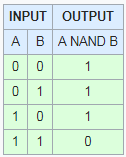 INPUT OUTPUT
A B A NAND B
0 0 1
0 1 1
1 0 1
1 1 0